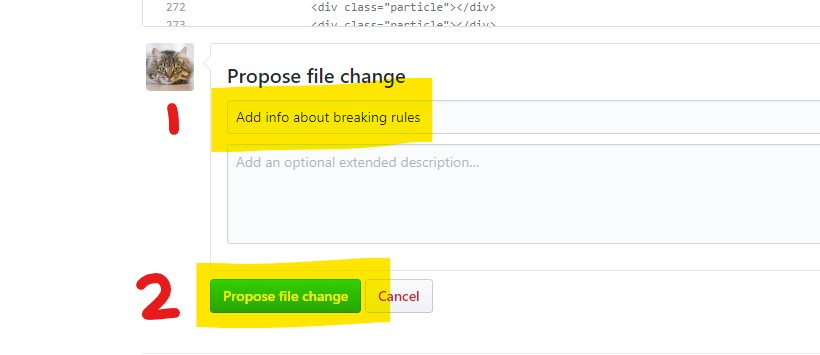 272 <div class="particle"></div>
273 <div class="particle"></div>
Propose file change
1
Add info about breaking rules
Add an optional extended description...
2
Propose file change Cancel